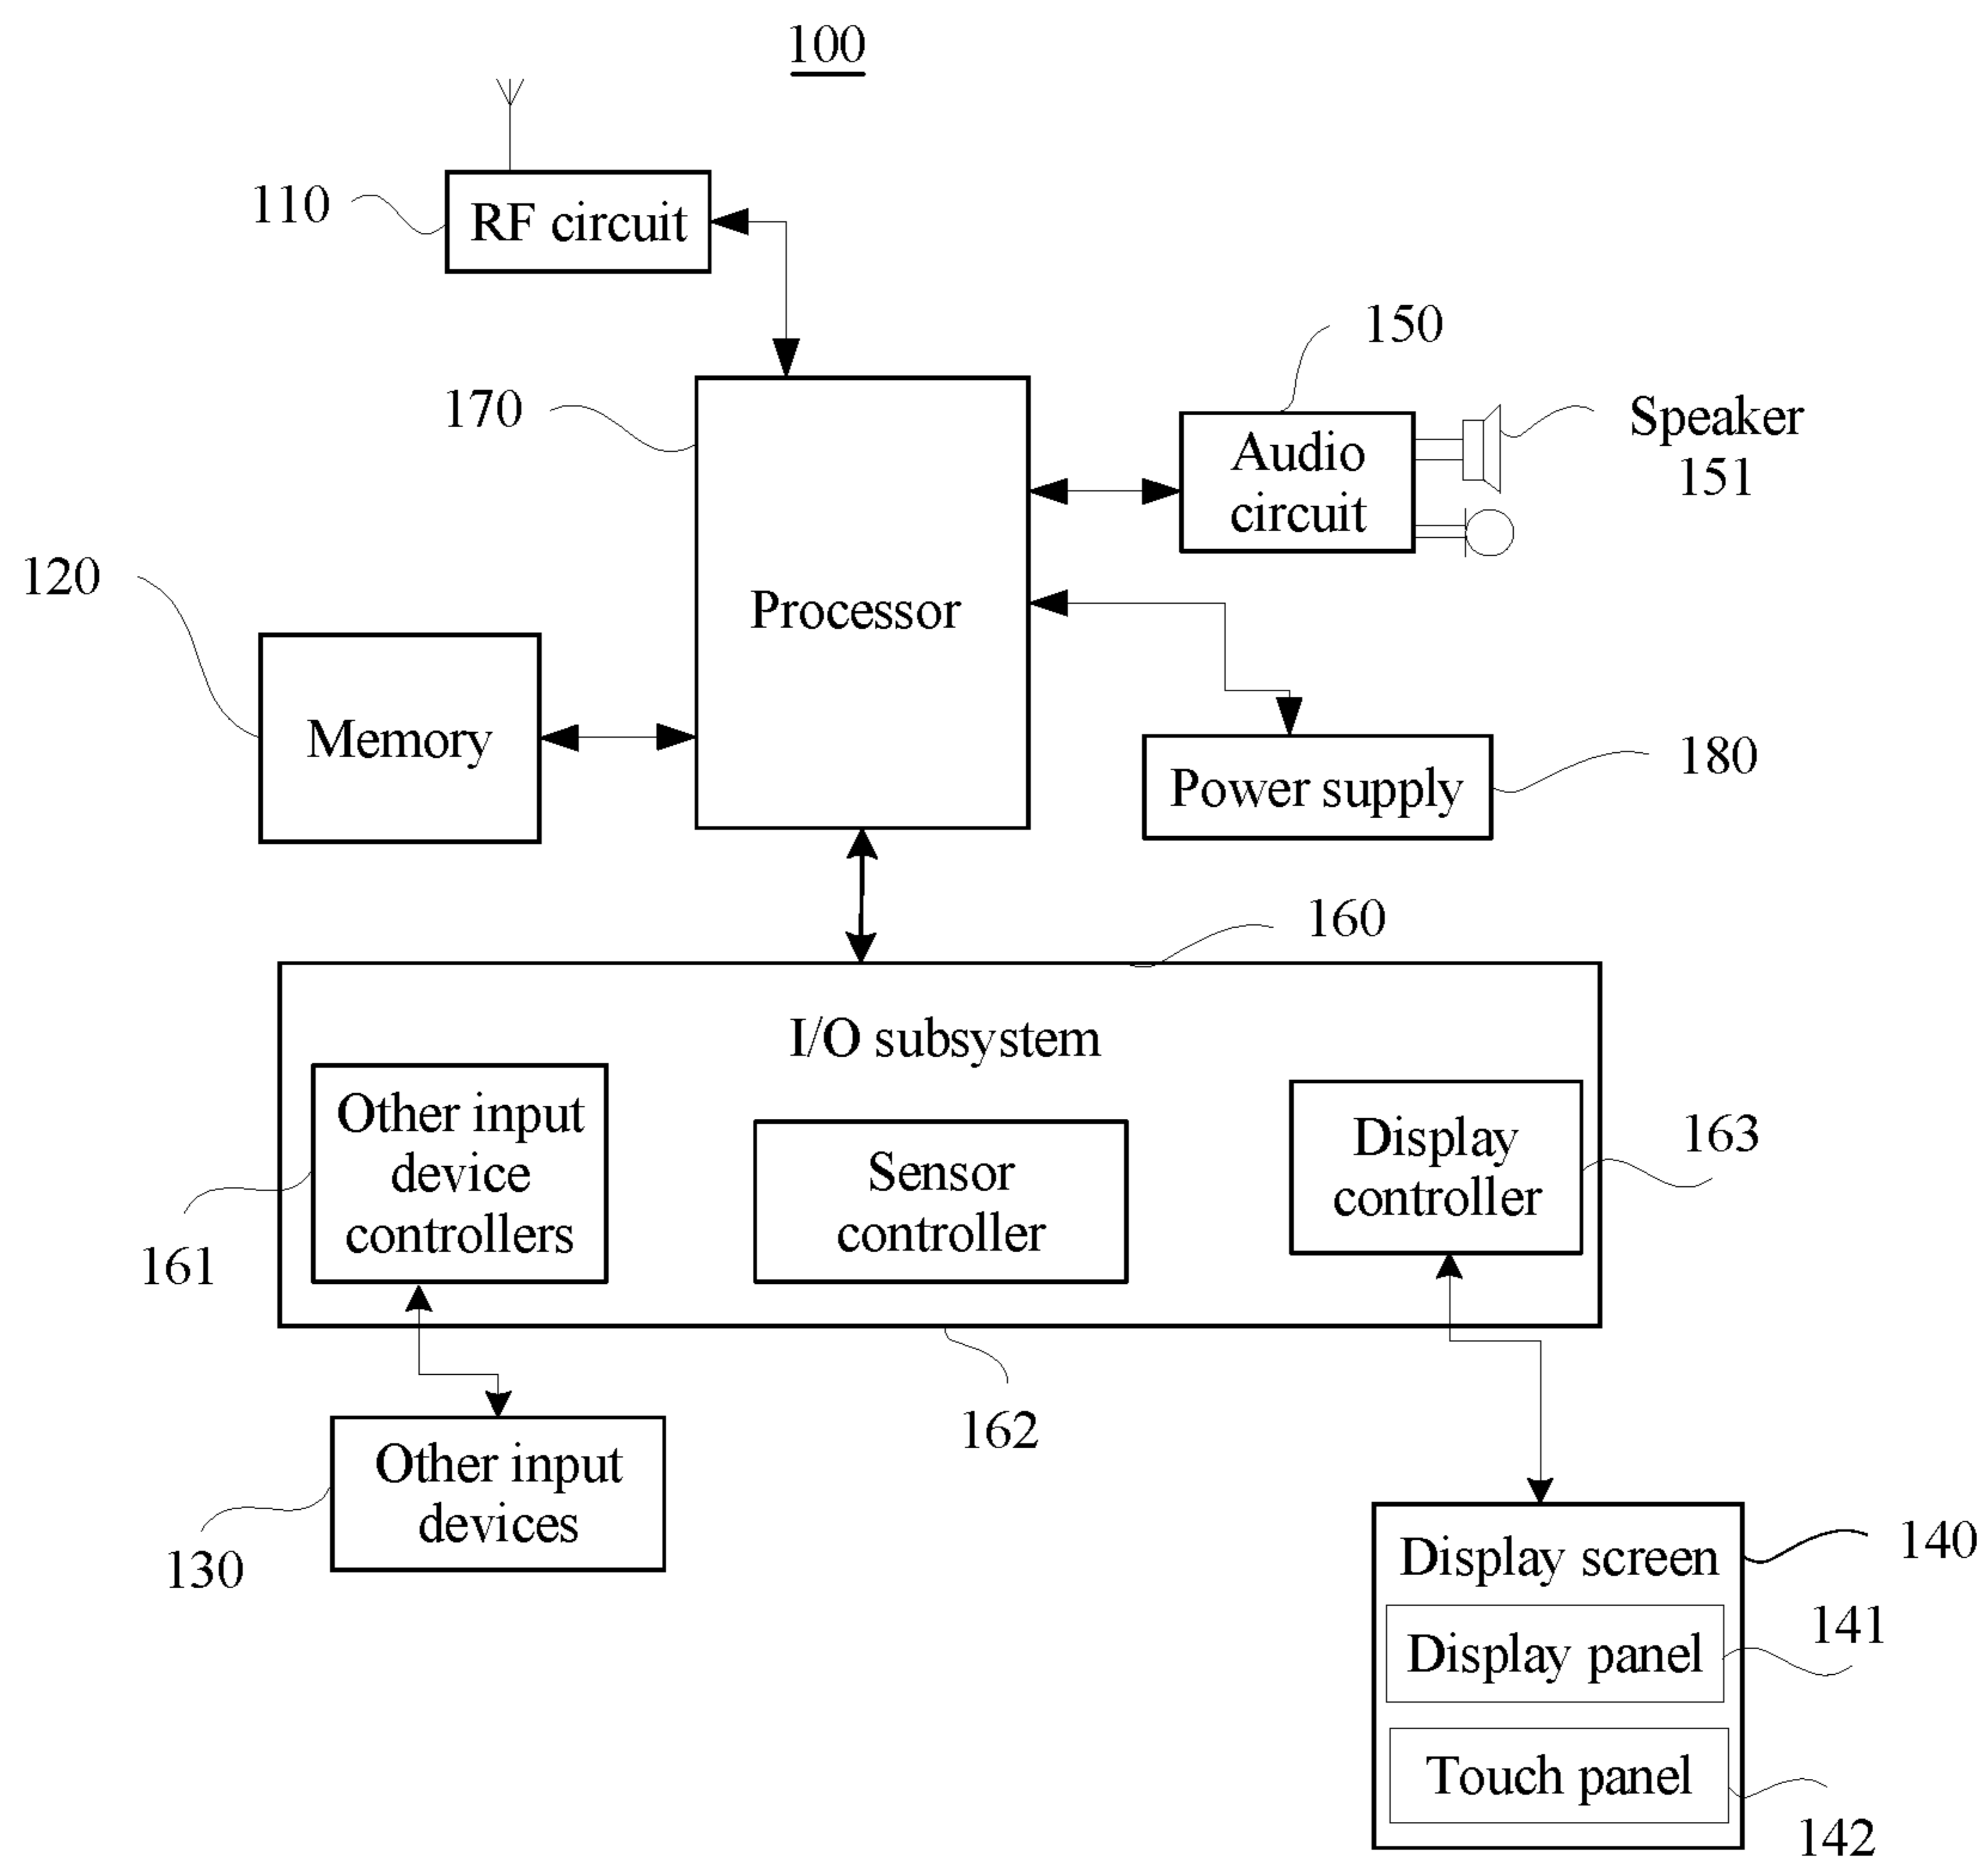 100
110
RF circuit
150
170
Speaker
151
Audio
circuit
120
Processor
Memory
180
Power supply
160
I/O subsystem
Other input
device
controllers
Sensor
controller
Display
controller
163
161
162
Other input
devices
130
Display screen
140
141
Display panel
Touch panel
142